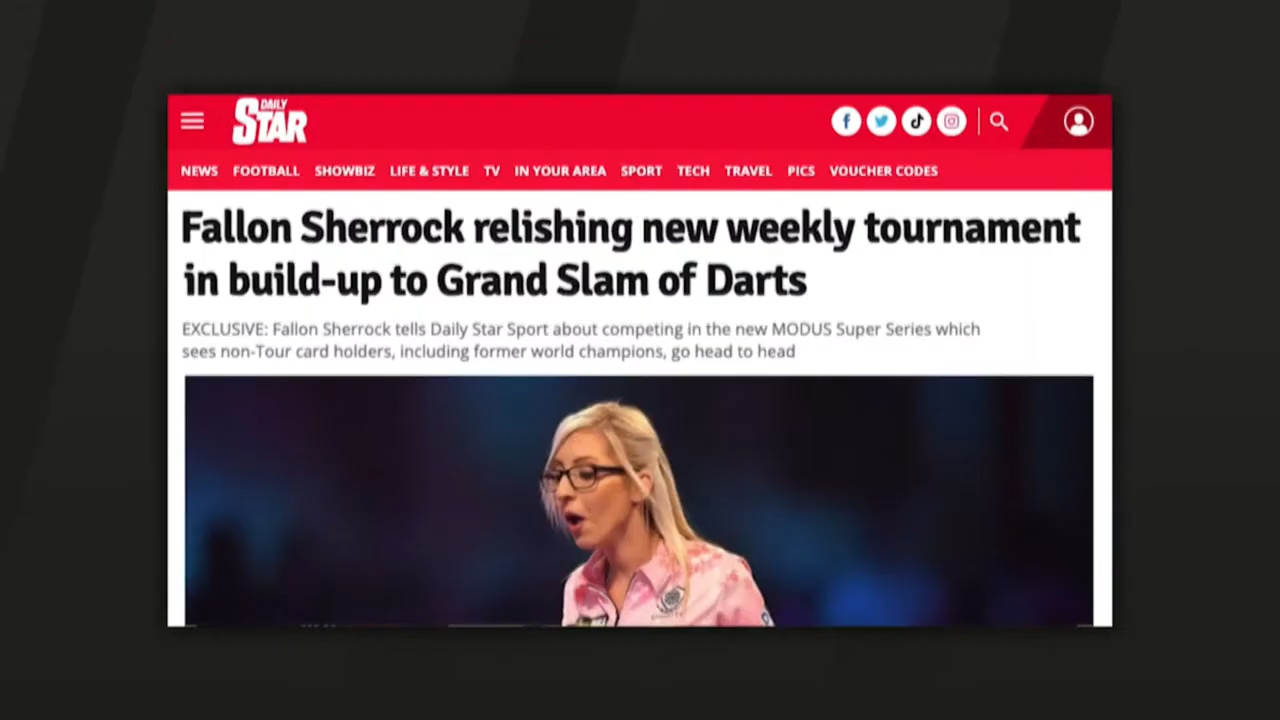 DAILY
STAR
NEWS FOOTBALL SHOWBIZ LIFE & STYLE TV IN YOUR AREA SPORT TECH TRAVEL PICS VOUCHER CODES
Fallon Sherrock relishing new weekly tournament
in build-up to Grand Slam of Darts
EXCLUSIVE: Fallon Sherrock tells Daily Star Sport about competing in the new MODUS Super Series which
sees non-Tour card holders, including former world champions, go head to head